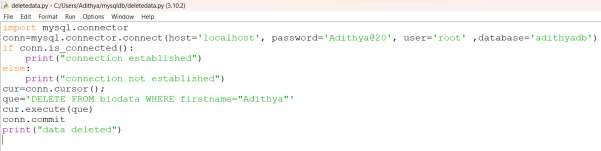 deletedata.py - C:/Users/Adithya/mysqldb/deletedata.py (3.10.2)
File Edit Format Run Options Window Help
import mysql.connector
conn=mysql.connector.connect(host='localhost', password='Adithya@20', user='root' ,database='adithyadb')
if conn.is_connected():
    print("connection established")
else:
    print("connection not established")
cur=conn.cursor();
que='DELETE FROM biodata WHERE firstname="Adithya"'
cur.execute(que)
conn.commit
print("data deleted")